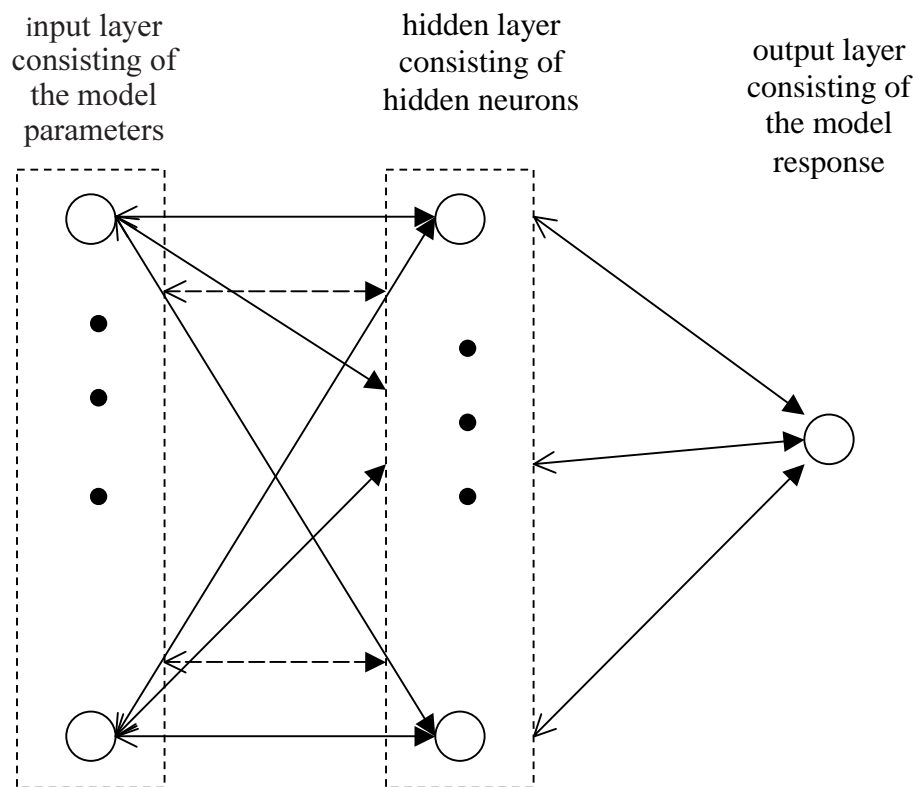 input layer
consisting of
the model
parameters
hidden layer
consisting of
hidden neurons
output layer
consisting of
the model
response